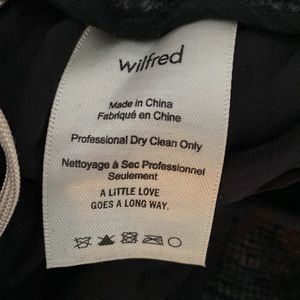 wilfred
Made in China
Fabriqué en Chine
Professional Dry Clean Only
Nettoyage à Sec Professionnel
Seulement
A LITTLE LOVE
GOES A LONG WAY.